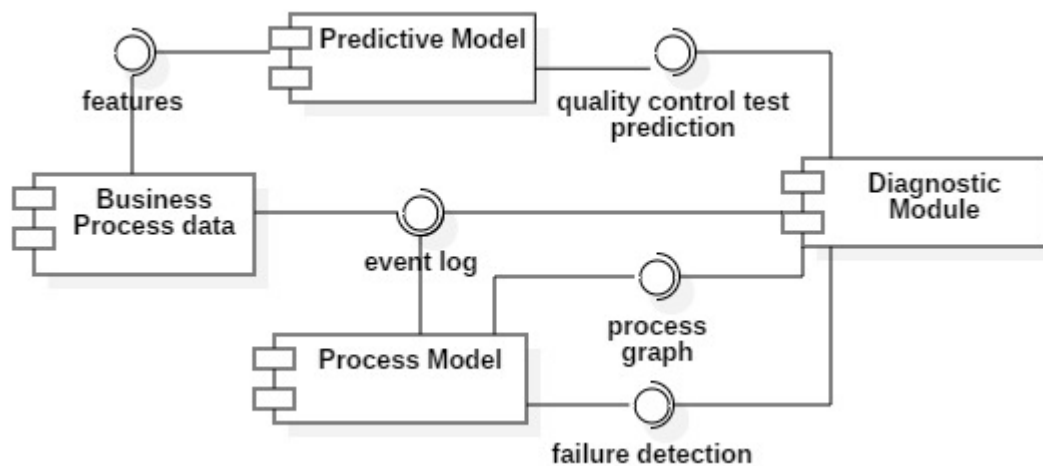 Predictive Model
features
quality control test
prediction
Business
Process data
Diagnostic
Module
event log
process
graph
Process Model
failure detection